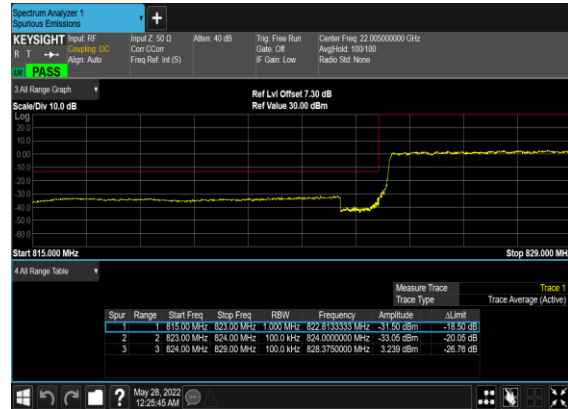 Spectrum Analyzer 1
Spurious Emissions
+
KEYSIGHT Input: RF Input Z: 50 Ω Atten: 40 dB Trig: Free Run Center Freq: 22.005000000 GHz
R T Coupling: DC Corr CCorr Gate: Off Avg|Hold: 100/100
Align: Auto Freq Ref: Int (S) IF Gain: Low Radio Std: None
PASS
3 All Range Graph
Ref Lvl Offset 7.30 dB
Scale/Div 10.0 dB Ref Value 30.00 dBm
Log
20.0
10.0
0.00
-10.0
-20.0
-30.0
-40.0
-50.0
-60.0
Start 815.000 MHz Stop 829.000 MH
4 All Range Table
Measure Trace Trace 1
Trace Type Trace Average (Active)
Spur Range Start Freq Stop Freq RBW Frequency Amplitude ΔLimit
1 1 815.00 MHz 823.00 MHz 1.000 MHz 822.8133333 MHz -31.50 dBm -18.50 dB
2 2 823.00 MHz 824.00 MHz 100.0 kHz 824.0000000 MHz -33.05 dBm -20.05 dB
3 3 824.00 MHz 829.00 MHz 100.0 kHz 828.3750000 MHz 3.239 dBm -26.76 dB
? May 28, 2022
12:25:45 AM